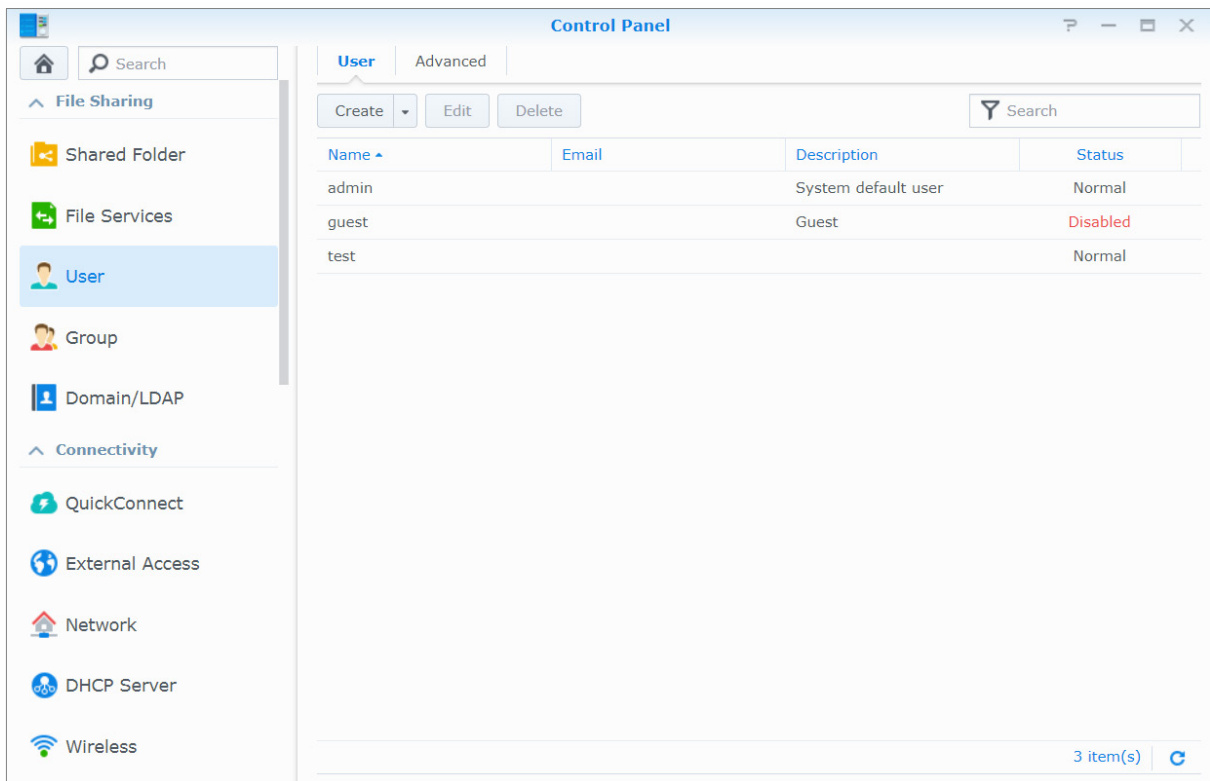 Control Panel
Search
File Sharing
Shared Folder
File Services
User
Group
Domain/LDAP
Connectivity
QuickConnect
External Access
Network
DHCP Server
Wireless
User Advanced
Create Edit Delete Search
Name Email Description Status
admin System default user Normal
guest Guest Disabled
test Normal
3 item(s)